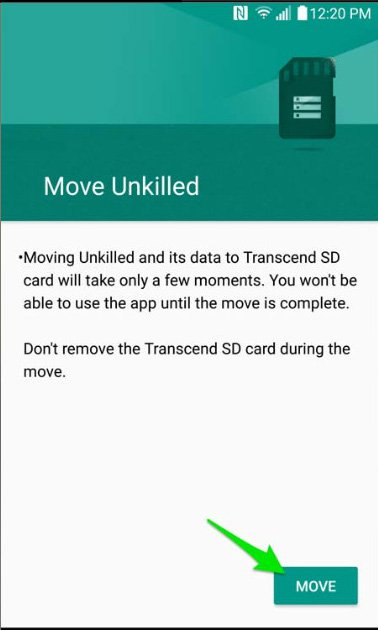 12:20 PM
Move Unkilled
•Moving Unkilled and its data to Transcend SD
card will take only a few moments. You won't be
able to use the app until the move is complete.
Don't remove the Transcend SD card during the
move.
MOVE